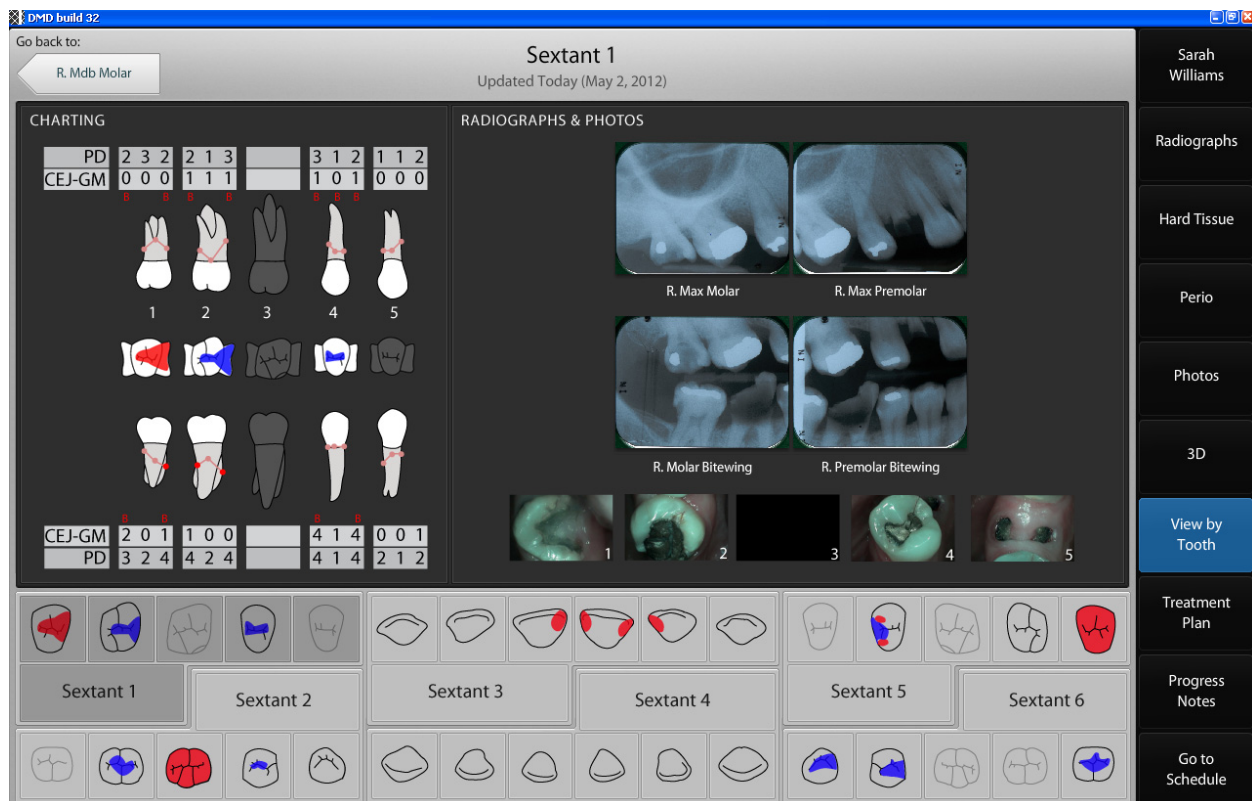 DMD build 32
Go back to:
R. Mdb Molar
Sextant 1
Updated Today (May 2, 2012)
CHARTING
PD 2 3 2 2 1 3 3 1 2 1 1 2
CEJ-GM 0 0 0 1 1 1 1 0 1 0 0 0
B B B B B B B
1 2 3 4 5
B B B B
CEJ-GM 2 0 1 1 0 0 4 1 4 0 0 1
PD 3 2 4 4 2 4 4 1 4 2 1 2
RADIOGRAPHS & PHOTOS
R. Max Molar R. Max Premolar
R. Molar Bitewing R. Premolar Bitewing
1 2 3 4 5
Sextant 1 Sextant 2 Sextant 3 Sextant 4 Sextant 5 Sextant 6
Sarah
Williams
Radiographs
Hard Tissue
Perio
Photos
3D
View by
Tooth
Treatment
Plan
Progress
Notes
Go to
Schedule